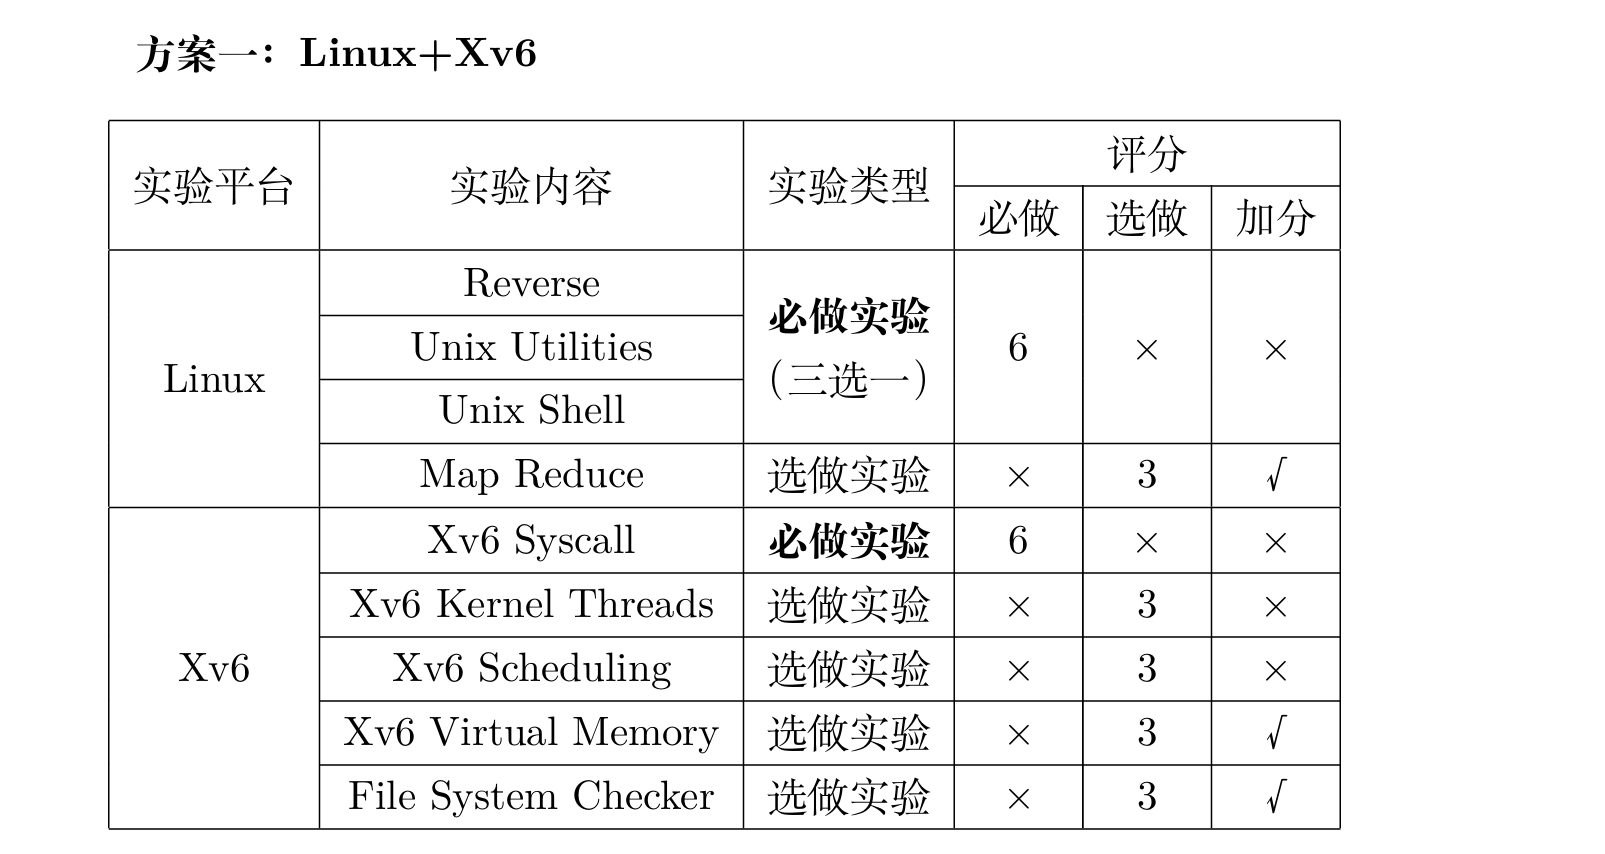 方案一：Linux+Xv6
实验平台 实验内容 实验类型 评分
必做 选做 加分
Linux Reverse 必做实验 （三选一） 6 × ×
Unix Utilities
Unix Shell
Map Reduce 选做实验 × 3 √
Xv6 Xv6 Syscall 必做实验 6 × ×
Xv6 Kernel Threads 选做实验 × 3 ×
Xv6 Scheduling 选做实验 × 3 ×
Xv6 Virtual Memory 选做实验 × 3 √
File System Checker 选做实验 × 3 √